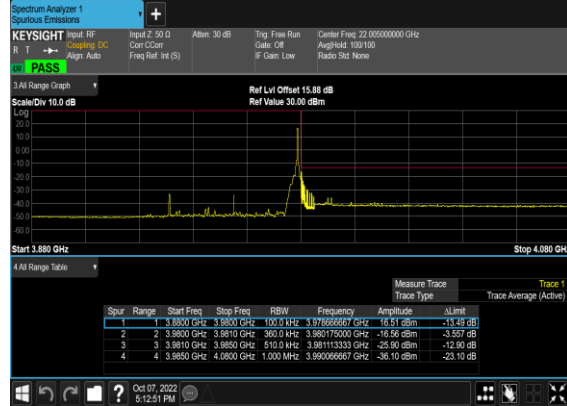 Spectrum Analyzer 1
Spurious Emissions
KEYSIGHT Input: RF Input Z: 50 Ω Atten: 30 dB Trig: Free Run Center Freq: 22.005000000 GHz
R T Coupling: DC Corr CCorr Gate: Off Avg|Hold: 100/100
Align: Auto Freq Ref: Int (S) IF Gain: Low Radio Std: None
LW PASS
3 All Range Graph Ref Lvl Offset 15.88 dB
Scale/Div 10.0 dB Ref Value 30.00 dBm
Log
20.0
10.0
0.00
-10.0
-20.0
-30.0
-40.0
-50.0
-60.0
Start 3.880 GHz Stop 4.080 GHz
4 All Range Table
Measure Trace Trace 1
Trace Type Trace Average (Active)
Spur Range Start Freq Stop Freq RBW Frequency Amplitude ΔLimit
1 1 3.8800 GHz 3.9800 GHz 100.0 kHz 3.978666667 GHz 16.51 dBm -13.49 dB
2 2 3.9800 GHz 3.9810 GHz 360.0 kHz 3.980175000 GHz -16.56 dBm -3.557 dB
3 3 3.9810 GHz 3.9850 GHz 510.0 kHz 3.981113333 GHz -25.90 dBm -12.90 dB
4 4 3.9850 GHz 4.0800 GHz 1.000 MHz 3.990066667 GHz -36.10 dBm -23.10 dB
? Oct 07, 2022
5:12:51 PM